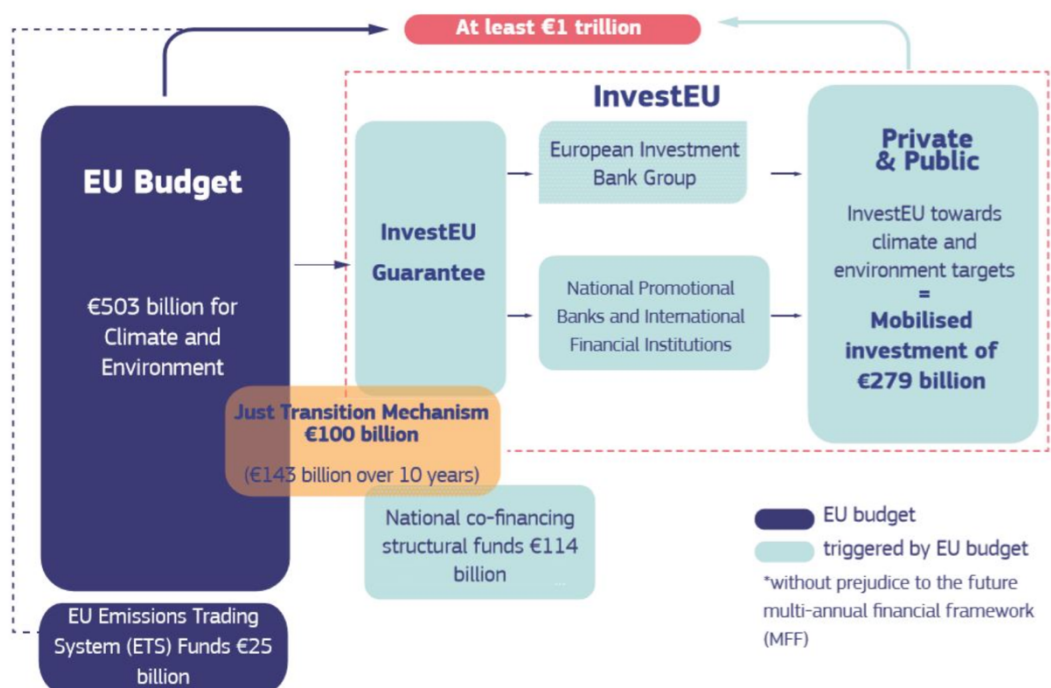 At least €1 trillion
InvestEU
EU Budget
€503 billion for
Climate and
Environment
InvestEU
Guarantee
European Investment
Bank Group
National Promotional
Banks and International
Financial Institutions
Private
& Public
InvestEU towards
climate and
environment targets
=
Mobilised
investment of
€279 billion
Just Transition Mechanism
€100 billion
(€143 billion over 10 years)
National co-financing
structural funds €114
billion
EU Emissions Trading
System (ETS) Funds €25
billion
EU budget
triggered by EU budget
*without prejudice to the future
multi-annual financial framework
(MFF)